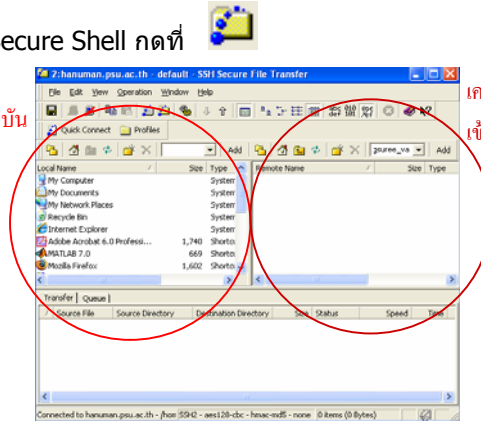 ecure Shell กดที่
2:hanuman.psu.ac.th - default - SSH Secure File Transfer
เค
บัน
เข้
File Edit View Operation Window Help
Quick Connect Profiles
Add
psuree_va Add
Local Name / Size Type
Remote Name / Size Type
My Computer System
My Documents System
My Network Places System
Recycle Bin System
Internet Explorer System
Adobe Acrobat 6.0 Professi... 1,740 Shortcu
MATLAB 7.0 669 Shortcu
Mozilla Firefox 1,602 Shortcu
Transfer Queue
/ Source File Source Directory Destination Directory Size Status Speed Time
Connected to hanuman.psu.ac.th - /hom SSH2 - aes128-cbc - hmac-md5 - none 0 items (0 Bytes)